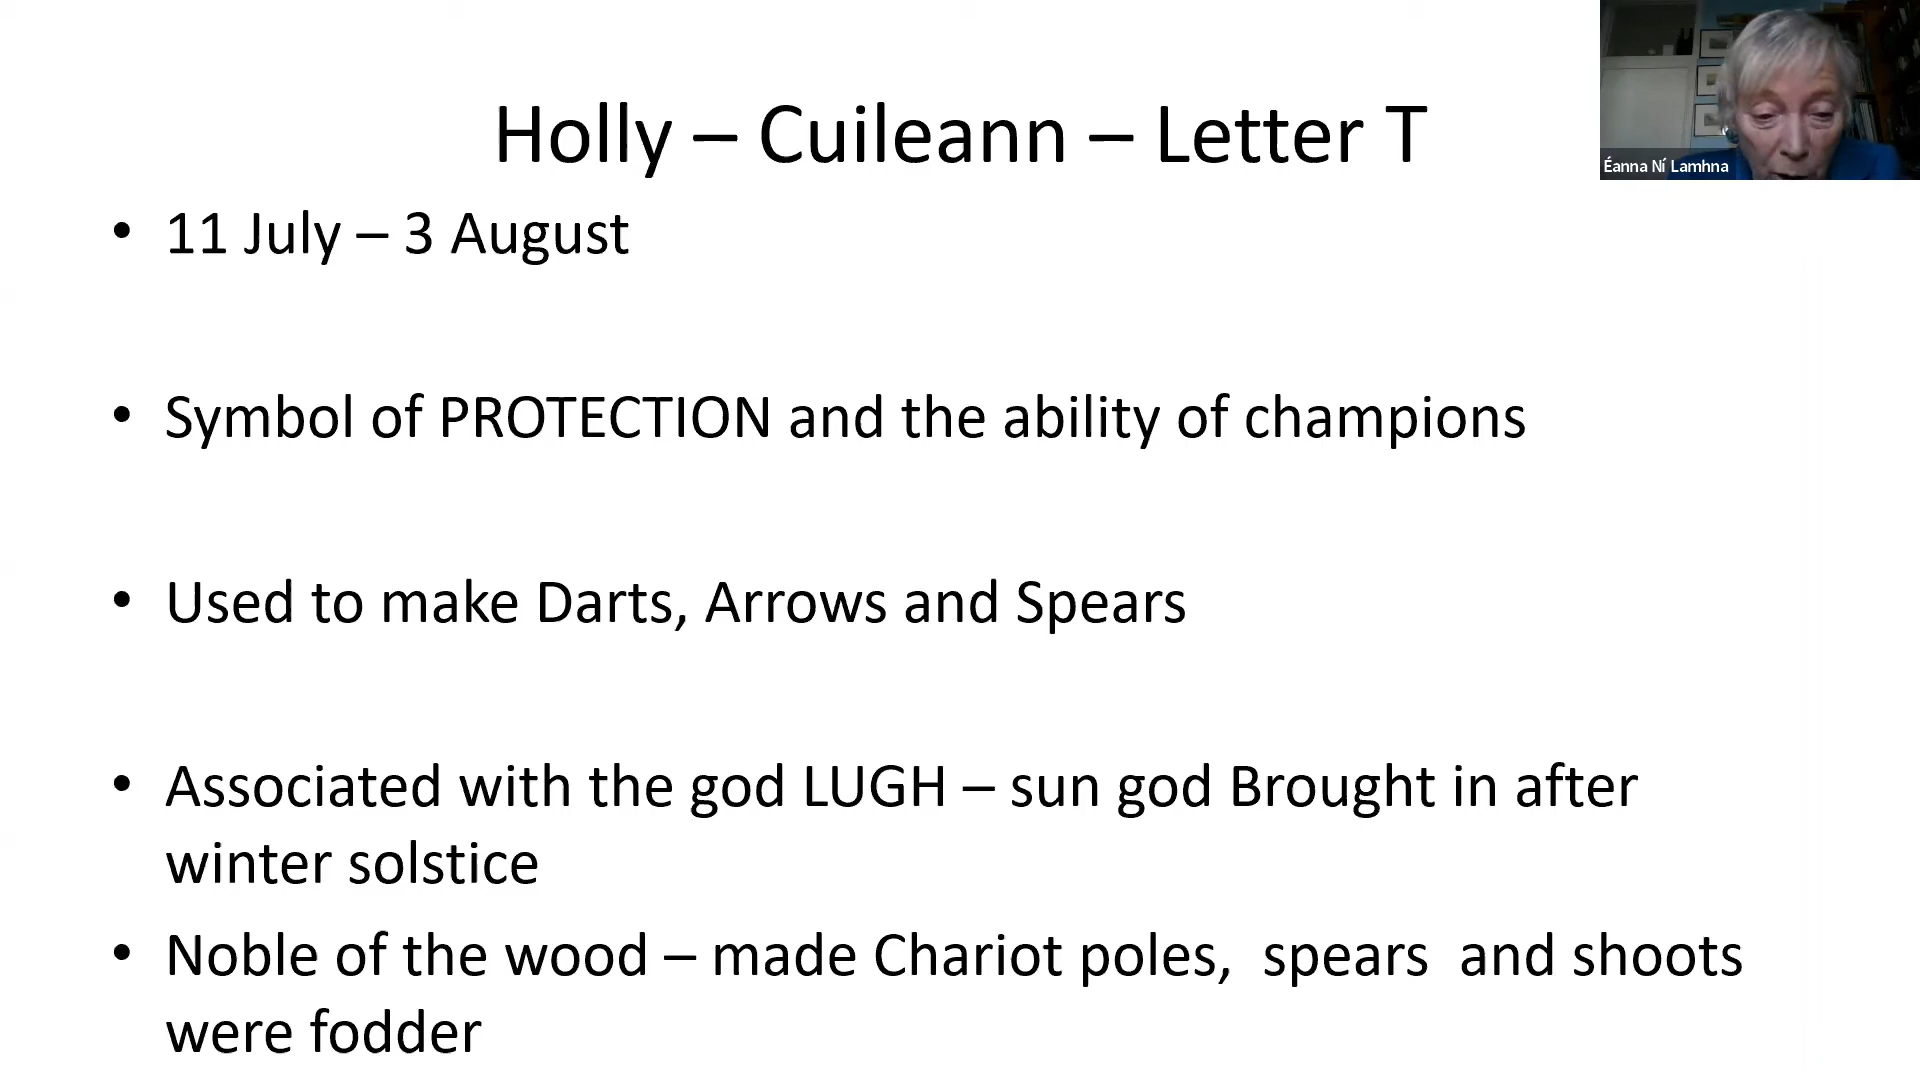 Holly – Cuileann – Letter T
Éanna Ní Lamhna
• 11 July – 3 August
• Symbol of PROTECTION and the ability of champions
• Used to make Darts, Arrows and Spears
• Associated with the god LUGH – sun god Brought in after
winter solstice
• Noble of the wood – made Chariot poles, spears and shoots
were fodder